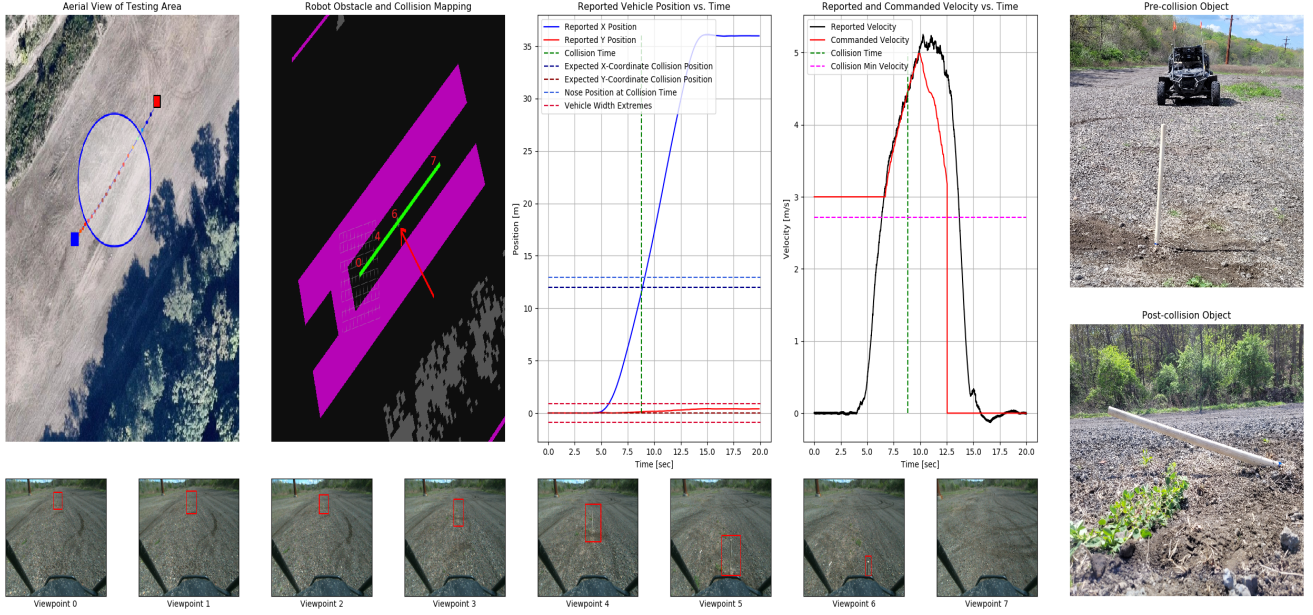 Aerial View of Testing Area
Robot Obstacle and Collision Mapping
7
6
4
0
Reported Vehicle Position vs. Time
Reported X Position
Reported Y Position
Collision Time
Expected X-Coordinate Collision Position
Expected Y-Coordinate Collision Position
Nose Position at Collision Time
Vehicle Width Extremes
Position [m]
35
30
25
20
15
10
5
0
0.0 2.5 5.0 7.5 10.0 12.5 15.0 17.5 20.0
Time [sec]
Reported and Commanded Velocity vs. Time
Reported Velocity
Commanded Velocity
Collision Time
Collision Min Velocity
Velocity [m/s]
5
4
3
2
1
0
0.0 2.5 5.0 7.5 10.0 12.5 15.0 17.5 20.0
Time [sec]
Pre-collision Object
Post-collision Object
Viewpoint 0
Viewpoint 1
Viewpoint 2
Viewpoint 3
Viewpoint 4
Viewpoint 5
Viewpoint 6
Viewpoint 7